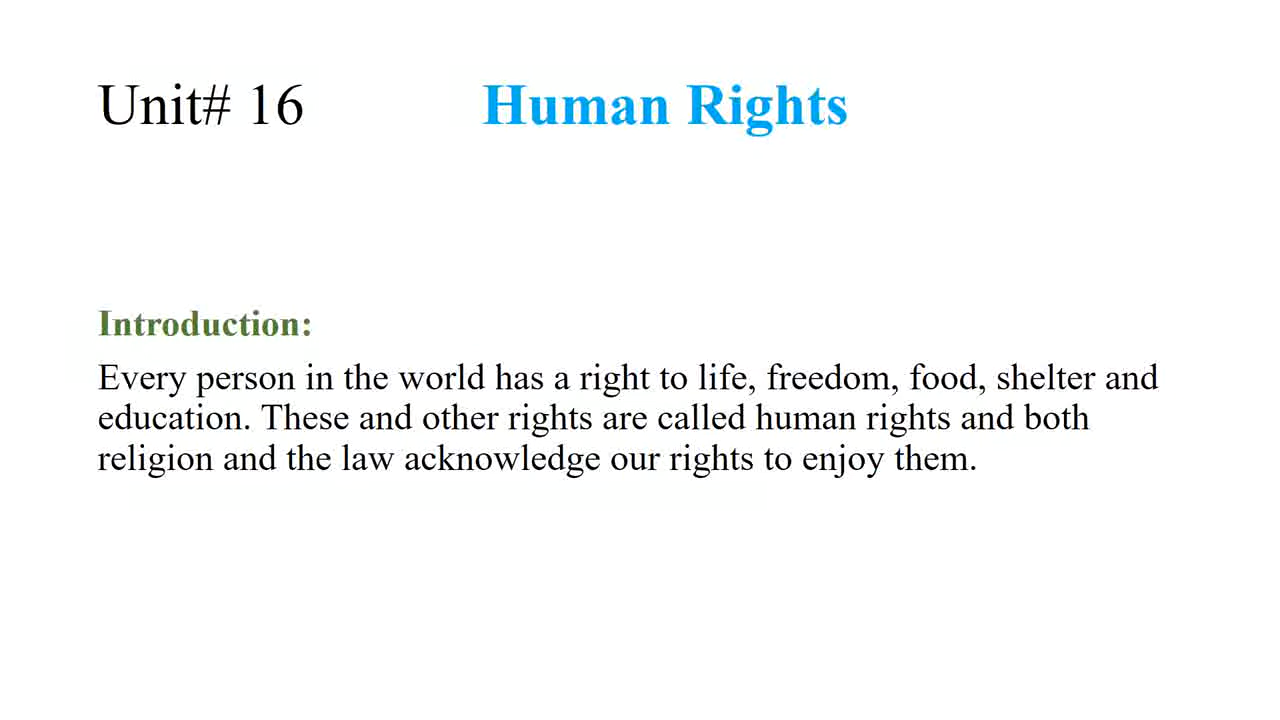 Unit# 16 Human Rights
Introduction:
Every person in the world has a right to life, freedom, food, shelter and
education. These and other rights are called human rights and both
religion and the law acknowledge our rights to enjoy them.